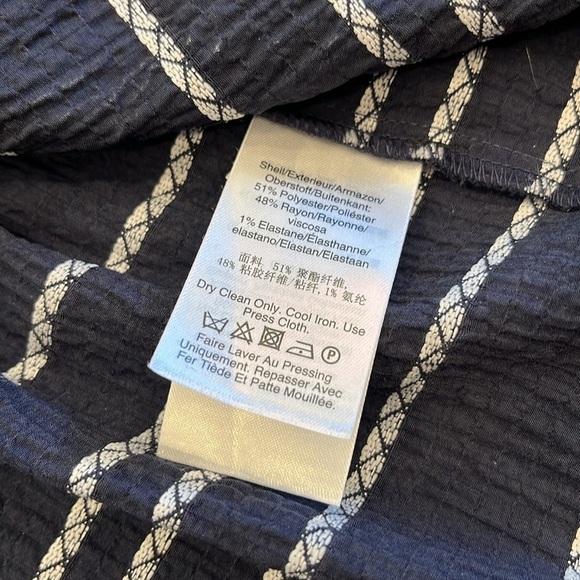 Shell/Exterieur/Armazon/
Oberstoff/Buitenkant:
51% Polyester/Poliéster
48% Rayon/Rayonne/
viscosa
1% Elastane/Élasthanne/
elastano/Elastan/Elastaan
面料. 51% 聚酯纤维,
48% 粘胶纤维/粘纤, 1% 氨纶
Dry Clean Only. Cool Iron. Use
Press Cloth.
P
Faire Laver Au Pressing
Uniquement. Repasser Avec
Fer Tiède Et Patte Mouillée.